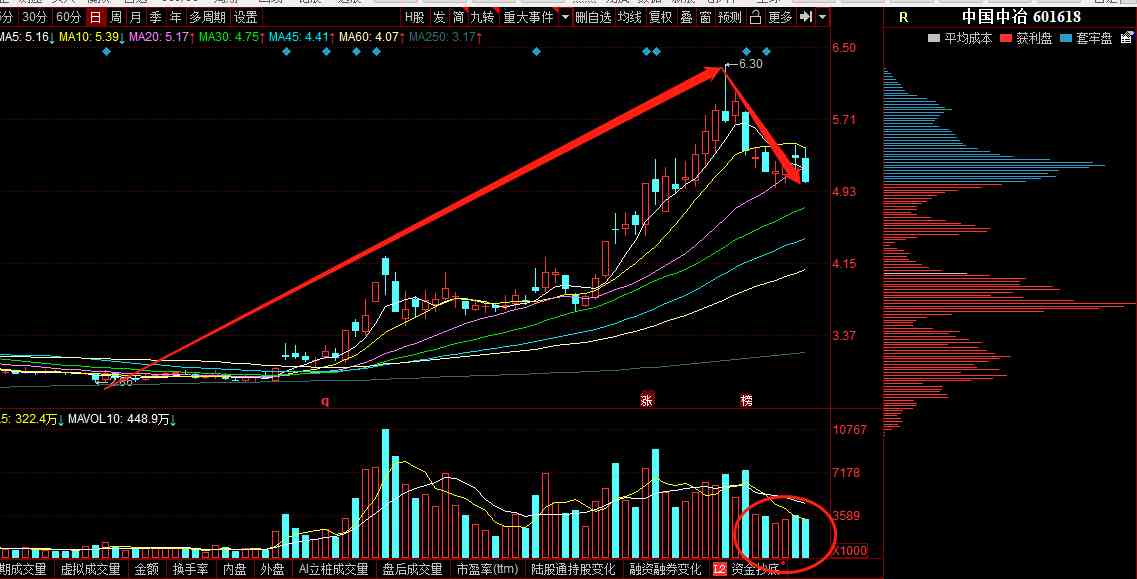 30分 60分 日 周 月 季 年 多周期 设置 H股 发 简 九转 重大事件 删自选 均线 复权 叠 窗 预测 更多 R 中国中冶 601618
MA5: 5.16↓ MA10: 5.39↓ MA20: 5.17↑ MA30: 4.75↑ MA45: 4.41↑ MA60: 4.07↑ MA250: 3.17↑ 平均成本 获利盘 套牢盘
6.50
←6.30
5.71
4.93
4.15
3.37
←2.86
q 涨 榜
5: 322.4万↓ MAVOL10: 448.9万↓
10767
7178
3589
X1000
期成交量 虚拟成交量 金额 换手率 内盘 外盘 AI立桩成交量 盘后成交量 市盈率(ttm) 陆股通持股变化 融资融券变化 L2 资金抄底